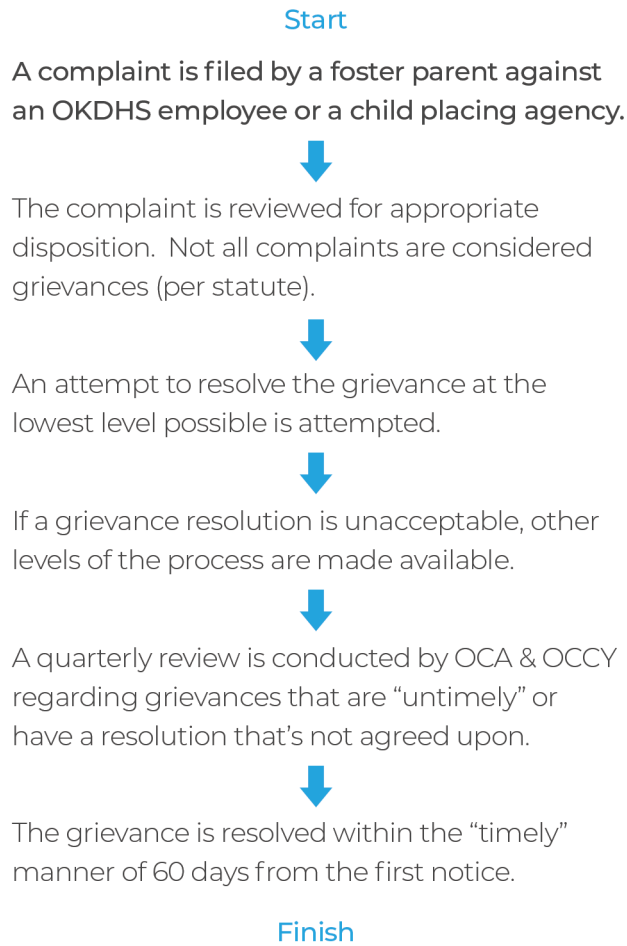 Start
A complaint is filed by a foster parent against
an OKDHS employee or a child placing agency.
The complaint is reviewed for appropriate
disposition.  Not all complaints are considered
grievances (per statute).
An attempt to resolve the grievance at the
lowest level possible is attempted.
If a grievance resolution is unacceptable, other
levels of the process are made available.
A quarterly review is conducted by OCA & OCCY
regarding grievances that are “untimely” or
have a resolution that’s not agreed upon.
The grievance is resolved within the “timely”
manner of 60 days from the first notice.
Finish